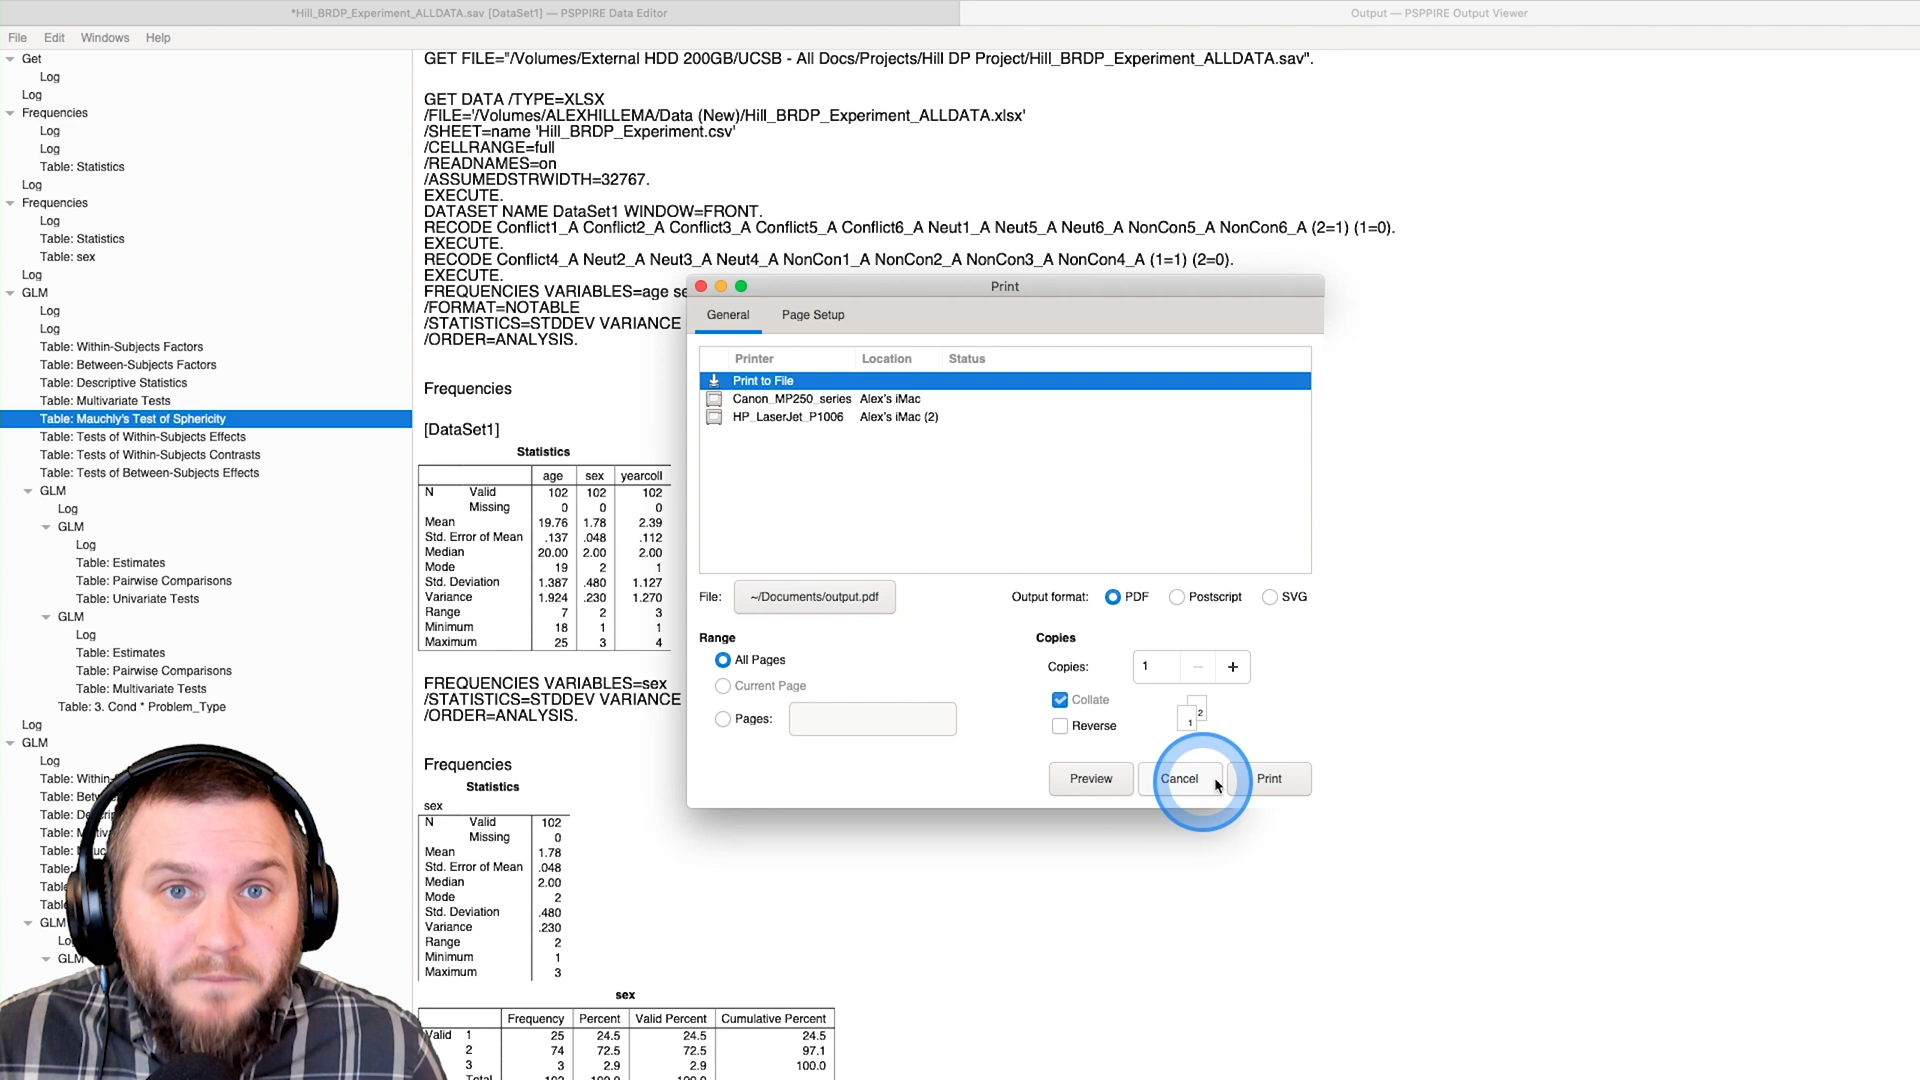 *Hill_BRDP_Experiment_ALLDATA.sav [DataSet1] — PSPPIRE Data Editor
Output — PSPPIRE Output Viewer
File Edit Windows Help
Get
Log
Log
Frequencies
Log
Log
Table: Statistics
Log
Frequencies
Log
Table: Statistics
Table: sex
Log
GLM
Log
Log
Table: Within-Subjects Factors
Table: Between-Subjects Factors
Table: Descriptive Statistics
Table: Multivariate Tests
Table: Mauchly's Test of Sphericity
Table: Tests of Within-Subjects Effects
Table: Tests of Within-Subjects Contrasts
Table: Tests of Between-Subjects Effects
GLM
Log
GLM
Log
Table: Estimates
Table: Pairwise Comparisons
Table: Univariate Tests
GLM
Log
Table: Estimates
Table: Pairwise Comparisons
Table: Multivariate Tests
Table: 3. Cond * Problem_Type
Log
GLM
Log
Table: Within-
Table:
Table:
Table:
Table:
GLM
GLM
GET FILE="/Volumes/External HDD 200GB/UCSB - All Docs/Projects/Hill DP Project/Hill_BRDP_Experiment_ALLDATA.sav".
GET DATA /TYPE=XLSX
/FILE='/Volumes/ALEXHILLEMA/Data (New)/Hill_BRDP_Experiment_ALLDATA.xlsx'
/SHEET=name 'Hill_BRDP_Experiment.csv'
/CELLRANGE=full
/READNAMES=on
/ASSUMEDSTRWIDTH=32767.
EXECUTE.
DATASET NAME DataSet1 WINDOW=FRONT.
RECODE Conflict1_A Conflict2_A Conflict3_A Conflict5_A Conflict6_A Neut1_A Neut5_A Neut6_A NonCon5_A NonCon6_A (2=1) (1=0).
EXECUTE.
RECODE Conflict4_A Neut2_A Neut3_A Neut4_A NonCon1_A NonCon2_A NonCon3_A NonCon4_A (1=1) (2=0).
EXECUTE.
FREQUENCIES VARIABLES=age se
/FORMAT=NOTABLE
/STATISTICS=STDDEV VARIANCE
/ORDER=ANALYSIS.
Frequencies
[DataSet1]
Statistics
age sex yearcoll
N Valid 102 102 102
Missing 0 0 0
Mean 19.76 1.78 2.39
Std. Error of Mean .137 .048 .112
Median 20.00 2.00 2.00
Mode 19 2 1
Std. Deviation 1.387 .480 1.127
Variance 1.924 .230 1.270
Range 7 2 3
Minimum 18 1 1
Maximum 25 3 4
FREQUENCIES VARIABLES=sex
/STATISTICS=STDDEV VARIANCE
/ORDER=ANALYSIS.
Frequencies
Statistics
sex
N Valid 102
Missing 0
Mean 1.78
Std. Error of Mean .048
Median 2.00
Mode 2
Std. Deviation .480
Variance .230
Range 2
Minimum 1
Maximum 3
sex
Frequency Percent Valid Percent Cumulative Percent
Valid 1 25 24.5 24.5 24.5
2 74 72.5 72.5 97.1
3 3 2.9 2.9 100.0
Total
Print
General Page Setup
Printer Location Status
Print to File
Canon_MP250_series Alex's iMac
HP_LaserJet_P1006 Alex's iMac (2)
File: ~/Documents/output.pdf
Output format: PDF Postscript SVG
Range
All Pages
Current Page
Pages:
Copies
Copies: 1 − +
Collate
Reverse
1 2
Preview Cancel Print